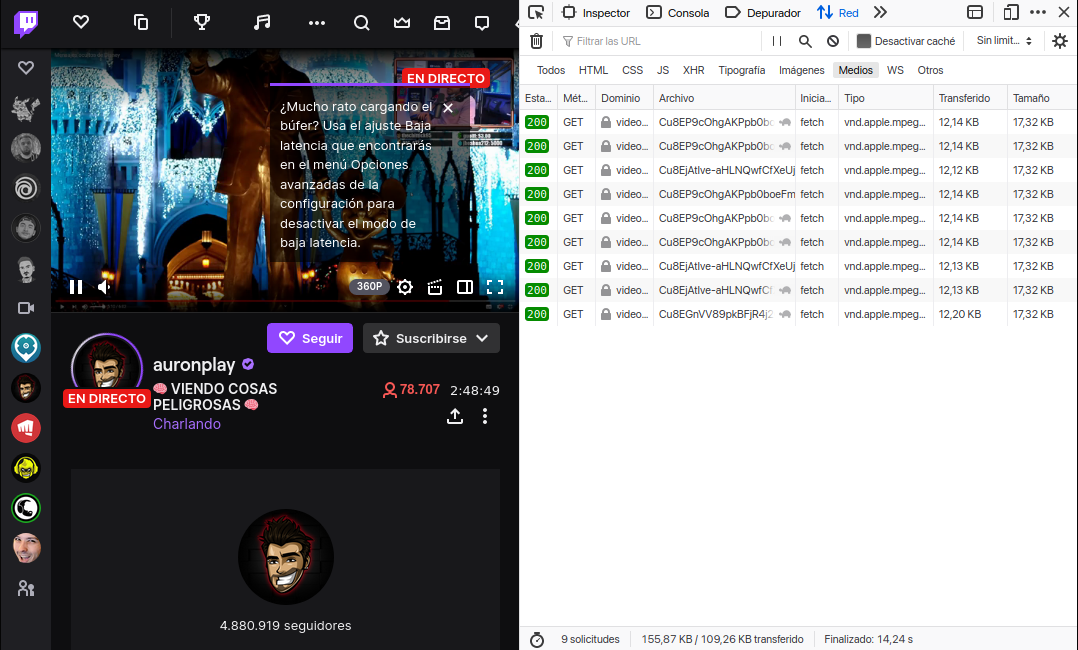 EN DIRECTO
¿Mucho rato cargando el
búfer? Usa el ajuste Baja
latencia que encontrarás
en el menú Opciones
avanzadas de la
configuración para
desactivar el modo de
baja latencia.
360P
Seguir
Suscribirse
auronplay
EN DIRECTO
🧠 VIENDO COSAS
PELIGROSAS 🧠
78.707
2:48:49
Charlando
4.880.919 seguidores
Inspector
Consola
Depurador
Red
Filtrar las URL
Desactivar caché
Sin limit...
Todos HTML CSS JS XHR Tipografía Imágenes Medios WS Otros
Esta... Mét... Dominio Archivo Inicia... Tipo Transferido Tamaño
200 GET video... Cu8EP9cOhgAKPpb0bc fetch vnd.apple.mpeg... 12,14 KB 17,32 KB
200 GET video... Cu8EP9cOhgAKPpb0bc fetch vnd.apple.mpeg... 12,14 KB 17,32 KB
200 GET video... Cu8EjAtlve-aHLNQwfCfXeUj fetch vnd.apple.mpeg... 12,12 KB 17,32 KB
200 GET video... Cu8EP9cOhgAKPpb0boeFm fetch vnd.apple.mpeg... 12,14 KB 17,32 KB
200 GET video... Cu8EP9cOhgAKPpb0bc fetch vnd.apple.mpeg... 12,14 KB 17,32 KB
200 GET video... Cu8EP9cOhgAKPpb0bc fetch vnd.apple.mpeg... 12,14 KB 17,32 KB
200 GET video... Cu8EjAtlve-aHLNQwfCfXeUj fetch vnd.apple.mpeg... 12,13 KB 17,32 KB
200 GET video... Cu8EjAtlve-aHLNQwfCf fetch vnd.apple.mpeg... 12,13 KB 17,32 KB
200 GET video... Cu8EGnVV89pkBFjR4j2 fetch vnd.apple.mpeg... 12,20 KB 17,32 KB
9 solicitudes 155,87 KB / 109,26 KB transferido Finalizado: 14,24 s